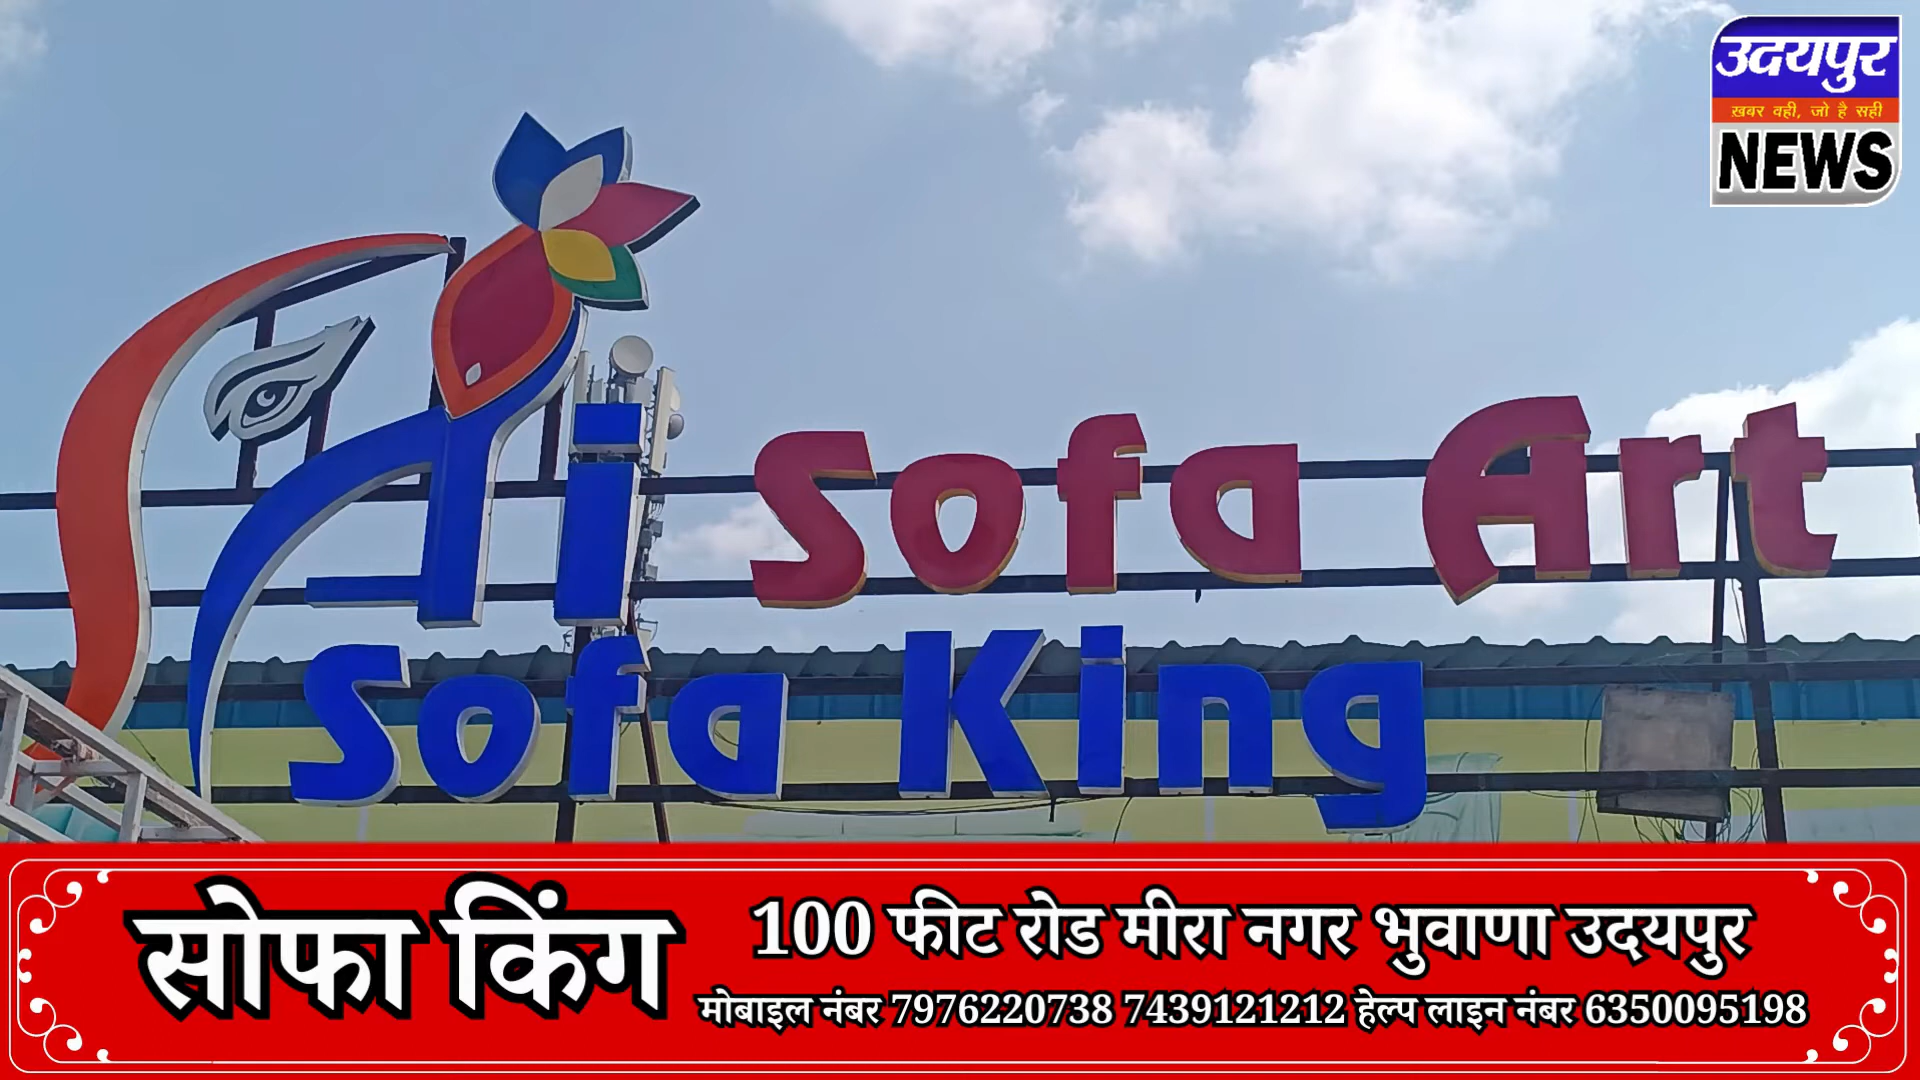 उदयपुर
ख़बर वही, जो है सही
NEWS
Sofa Art
Sofa King
सोफा किंग
100 फीट रोड मीरा नगर भुवाणा उदयपुर
मोबाइल नंबर 7976220738 7439121212 हेल्प लाइन नंबर 6350095198